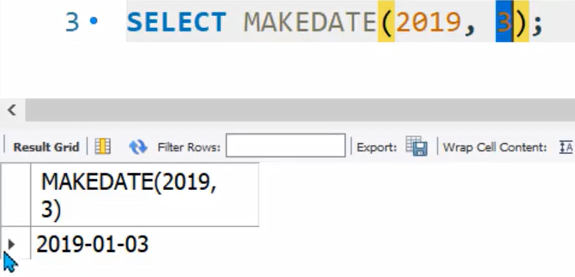 3 SELECT MAKEDATE(2019, 3);
Result Grid Filter Rows: Export: Wrap Cell Content: IA
MAKEDATE(2019,
3)
2019-01-03